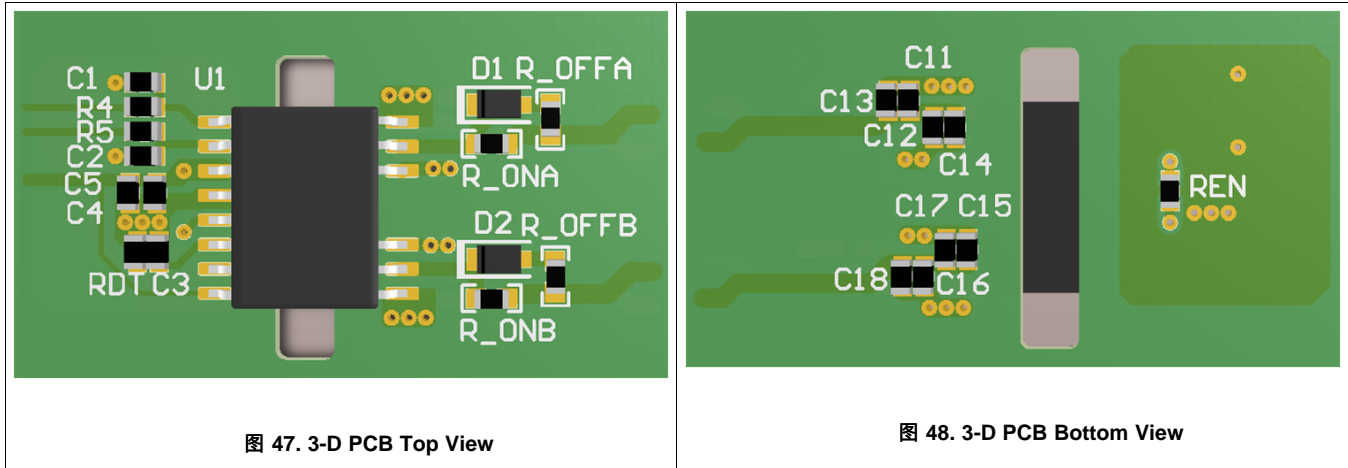 C1
U1
D1 R_OFFA
R4
R5
C2
R_ONA
C5
C4
D2 R_OFFB
RDT C3
R_ONB
图 47. 3-D PCB Top View
C11
C13
C12
C14
REN
C17 C15
C18
C16
图 48. 3-D PCB Bottom View